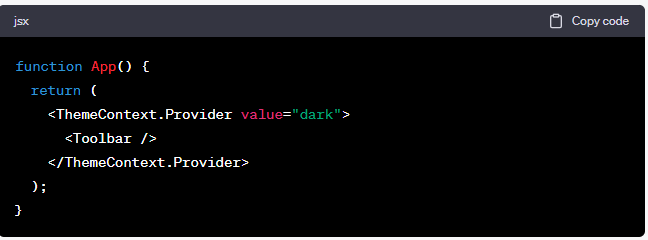 jsx
Copy code
function App() {
  return (
    <ThemeContext.Provider value="dark">
      <Toolbar />
    </ThemeContext.Provider>
  );
}